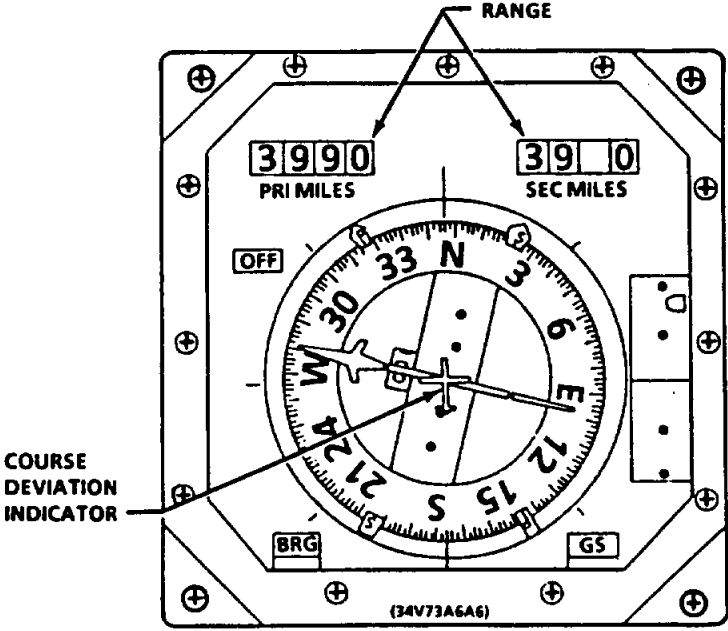 RANGE
3990
39 0
PRI MILES
SEC MILES
OFF
N
3
6
E
12
15
S
21
24
W
30
33
COURSE
DEVIATION
INDICATOR
BRG
GS
(34V73A6A6)